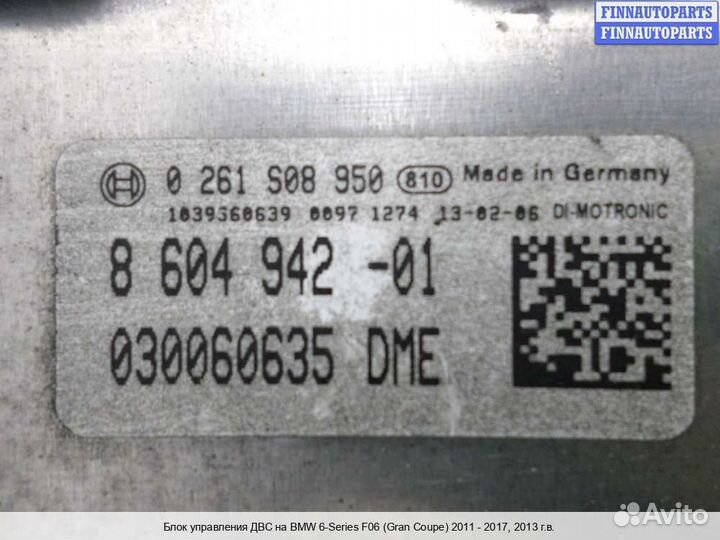 FINNAUTOPARTS
FINNAUTOPARTS
0 261 S08 950 810 Made in Germany
1039S60639 0097 1274 13-02-06 DI-MOTRONIC
8 604 942 -01
030060635 DME
Блок управления ДВС на BMW 6-Series F06 (Gran Coupe) 2011 - 2017, 2013 г.в.
Avito